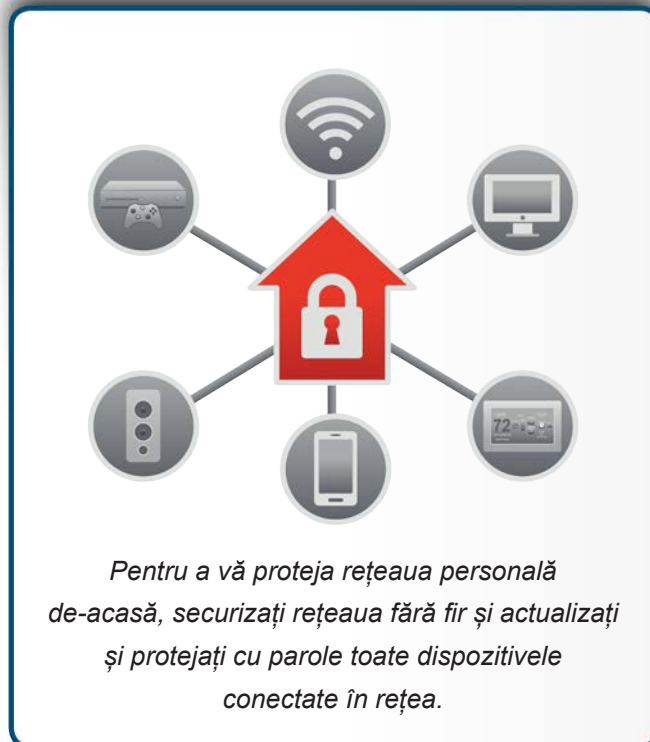 72
Pentru a vă proteja rețeaua personală
de-acasă, securizați rețeaua fără fir și actualizați
și protejați cu parole toate dispozitivele
conectate în rețea.